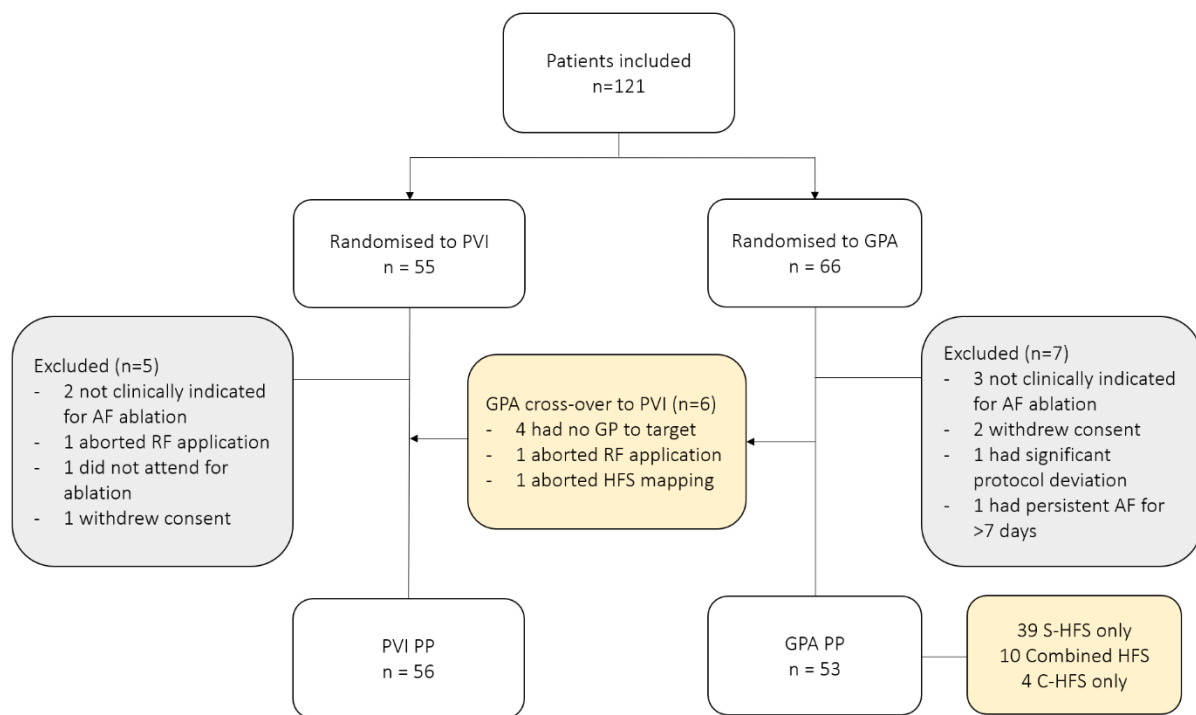 Patients included
n=121
Randomised to PVI
n = 55
Randomised to GPA
n = 66
Excluded (n=5)
- 2 not clinically indicated
for AF ablation
- 1 aborted RF application
- 1 did not attend for
ablation
- 1 withdrew consent
GPA cross-over to PVI (n=6)
- 4 had no GP to target
- 1 aborted RF application
- 1 aborted HFS mapping
Excluded (n=7)
- 3 not clinically indicated
for AF ablation
- 2 withdrew consent
- 1 had significant
protocol deviation
- 1 had persistent AF for
>7 days
PVI PP
n = 56
GPA PP
n = 53
39 S-HFS only
10 Combined HFS
4 C-HFS only